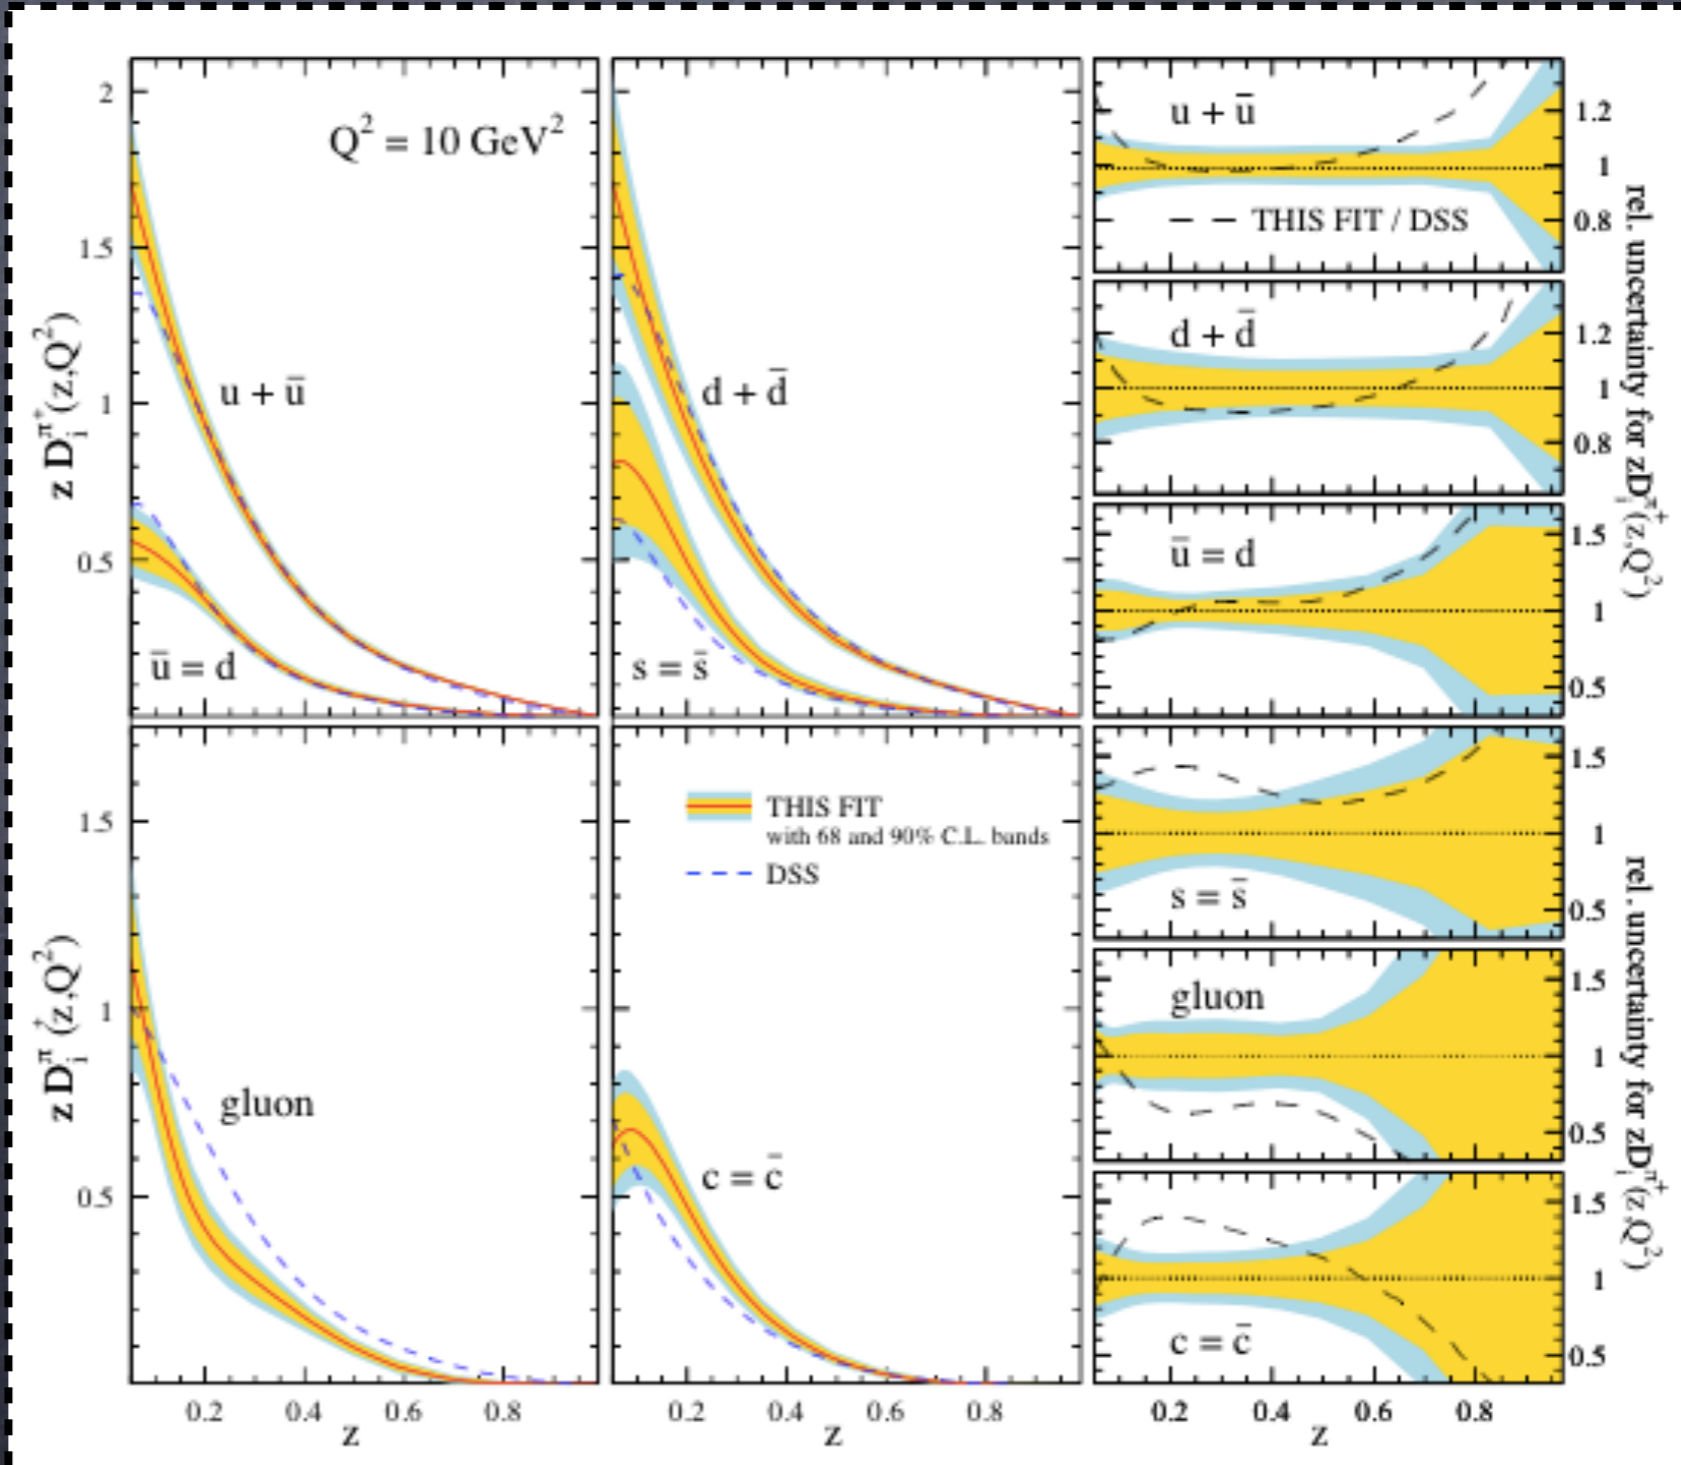 2
1.5
1
0.5
z D_i^{π+}(z,Q²)
Q² = 10 GeV²
u + ū
ū = d
d + d̄
s = s̄
u + ū
THIS FIT / DSS
1.2
1
0.8
d + d̄
1.2
1
0.8
ū = d
1.5
1
0.5
rel. uncertainty for zD_i^{π+}(z,Q²)
1.5
1
0.5
z D_i^{π+}(z,Q²)
gluon
THIS FIT
with 68 and 90% C.L. bands
DSS
c = c̄
s = s̄
1.5
1
0.5
gluon
1.5
1
0.5
c = c̄
1.5
1
0.5
rel. uncertainty for zD_i^{π+}(z,Q²)
0.2 0.4 0.6 0.8
z
0.2 0.4 0.6 0.8
z
0.2 0.4 0.6 0.8
z